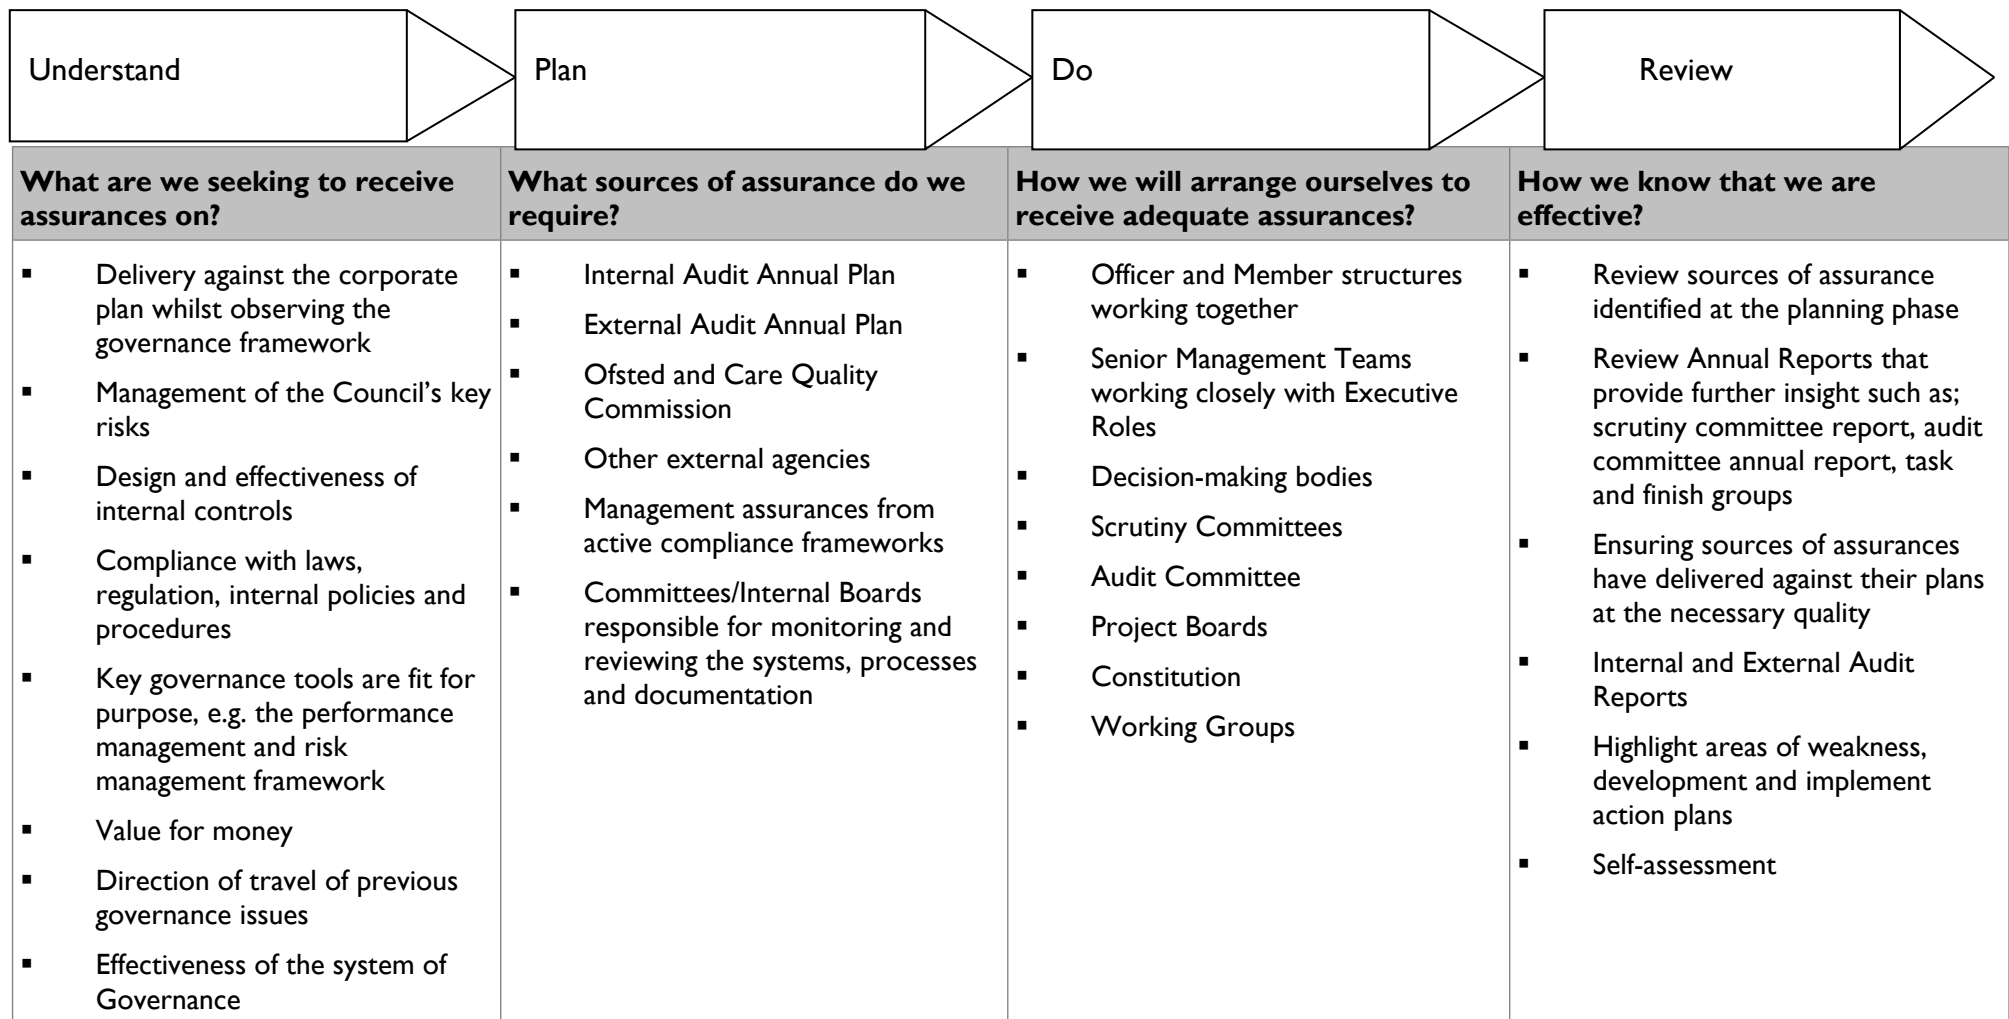 Understand
Plan
Do
Review
What are we seeking to receive
assurances on?
What sources of assurance do we
require?
How we will arrange ourselves to
receive adequate assurances?
How we know that we are
effective?
▪ Delivery against the corporate
plan whilst observing the
governance framework
▪ Management of the Council’s key
risks
▪ Design and effectiveness of
internal controls
▪ Compliance with laws,
regulation, internal policies and
procedures
▪ Key governance tools are fit for
purpose, e.g. the performance
management and risk
management framework
▪ Value for money
▪ Direction of travel of previous
governance issues
▪ Effectiveness of the system of
Governance
▪ Internal Audit Annual Plan
▪ External Audit Annual Plan
▪ Ofsted and Care Quality
Commission
▪ Other external agencies
▪ Management assurances from
active compliance frameworks
▪ Committees/Internal Boards
responsible for monitoring and
reviewing the systems, processes
and documentation
▪ Officer and Member structures
working together
▪ Senior Management Teams
working closely with Executive
Roles
▪ Decision-making bodies
▪ Scrutiny Committees
▪ Audit Committee
▪ Project Boards
▪ Constitution
▪ Working Groups
▪ Review sources of assurance
identified at the planning phase
▪ Review Annual Reports that
provide further insight such as;
scrutiny committee report, audit
committee annual report, task
and finish groups
▪ Ensuring sources of assurances
have delivered against their plans
at the necessary quality
▪ Internal and External Audit
Reports
▪ Highlight areas of weakness,
development and implement
action plans
▪ Self-assessment